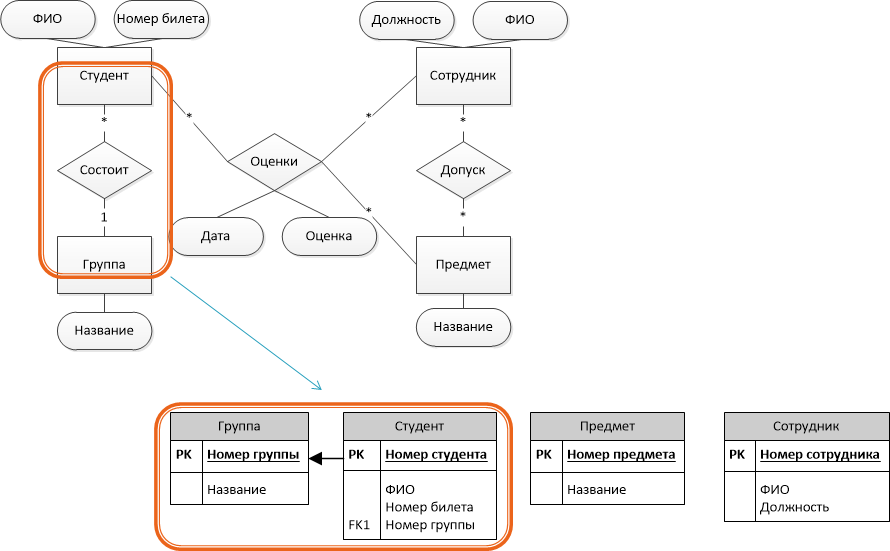 ФИО
Номер билета
Должность
ФИО
Студент
Сотрудник
*
*
*
*
Состоит
Оценки
Допуск
1
*
*
Дата
Оценка
Группа
Предмет
Название
Название
Группа
PK Номер группы
Название
Студент
PK Номер студента
ФИО
Номер билета
FK1 Номер группы
Предмет
PK Номер предмета
Название
Сотрудник
PK Номер сотрудника
ФИО
Должность